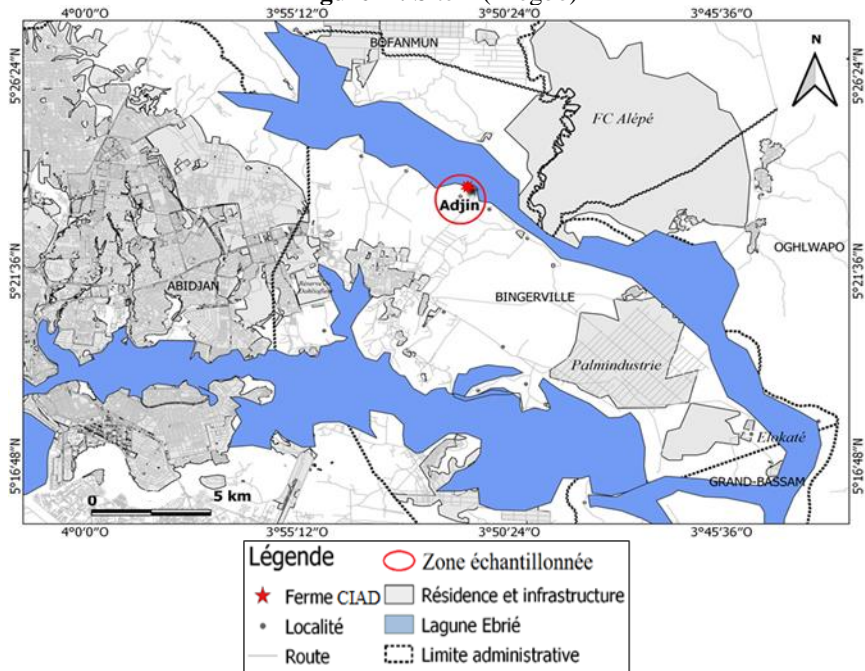 4°0′0″O 3°55′12″O 3°50′24″O 3°45′36″O
BOFANMUN
N
5°26′24″N
5°26′24″N
FC Alépé
Adjin
OGHLWAPO
5°21′36″N
5°21′36″N
ABIDJAN
BINGERVILLE
Palmindustrie
Elokaté
5°16′48″N
5°16′48″N
GRAND-BASSAM
0 5 km
4°0′0″O 3°55′12″O 3°50′24″O 3°45′36″O
Légende
Zone échantillonnée
Ferme CIAD
Résidence et infrastructure
Localité
Lagune Ebrié
Route
Limite administrative